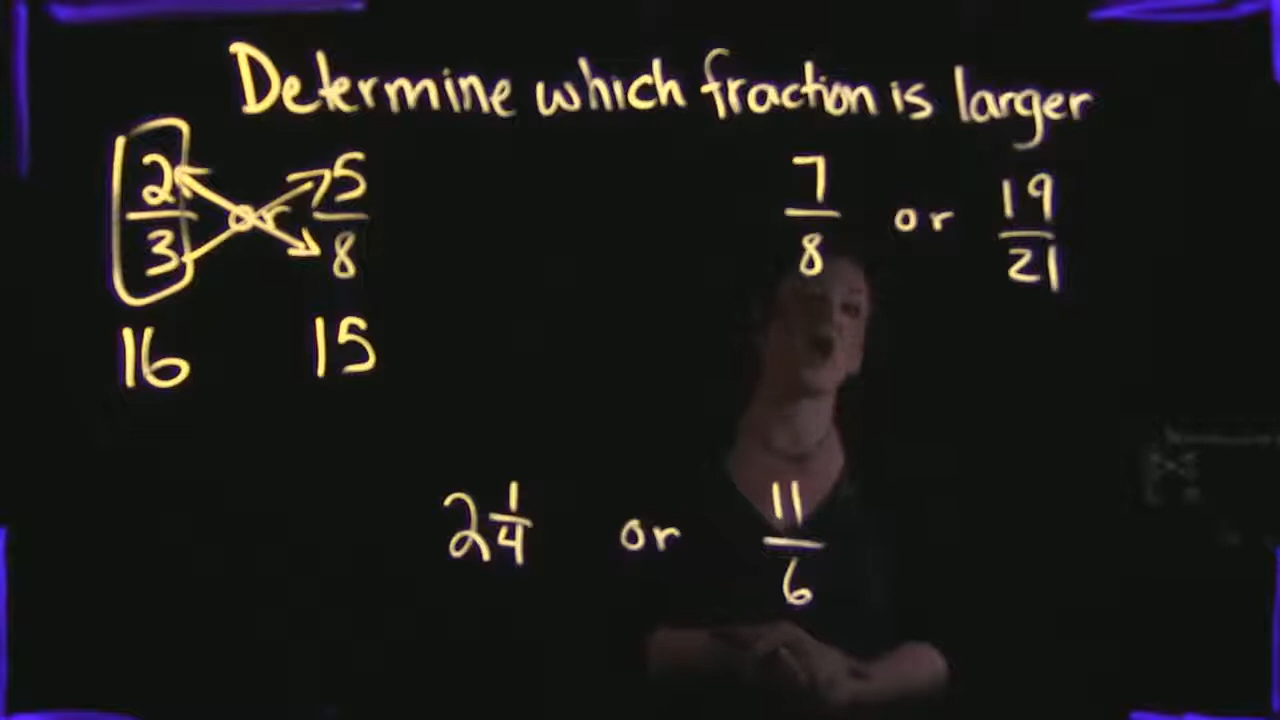 Determine which fraction is larger
2/3 or 5/8
16 15
7/8 or 19/21
2 1/4 or 11/6